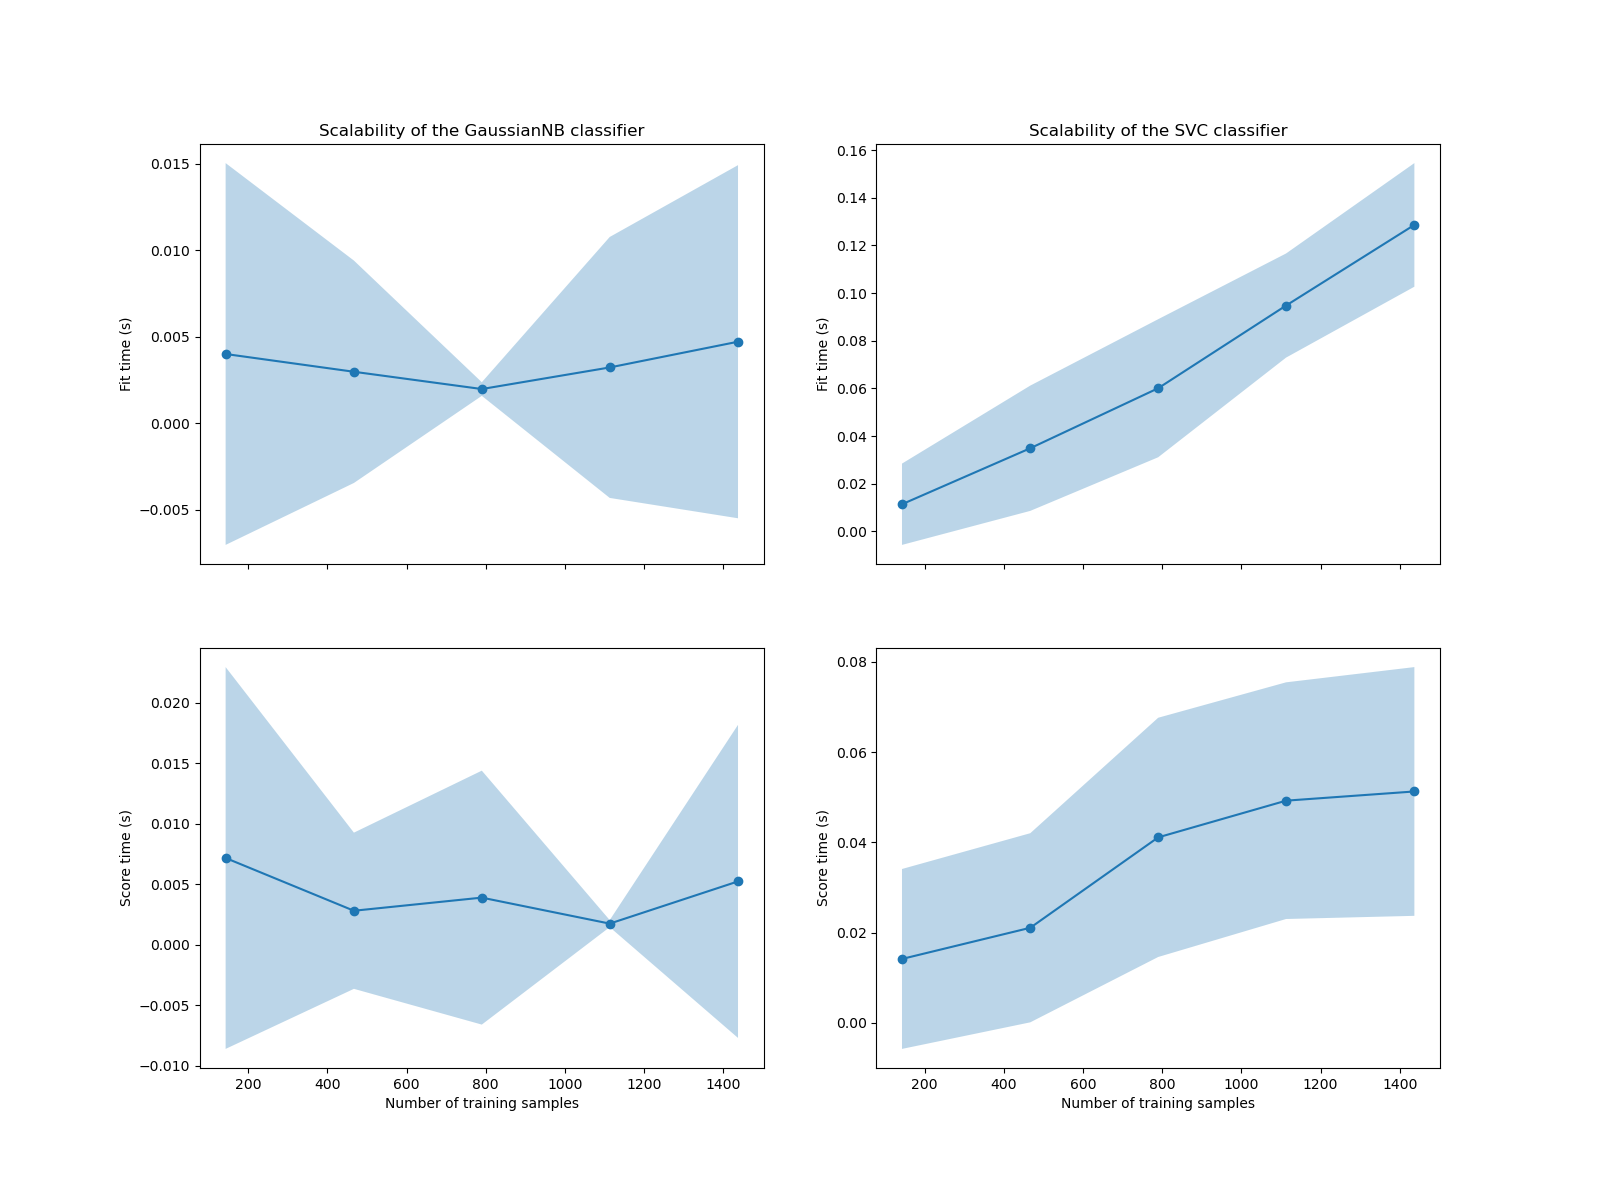 Scalability of the GaussianNB classifier
0.015
0.010
0.005
0.000
−0.005
Fit time (s)
Scalability of the SVC classifier
0.16
0.14
0.12
0.10
0.08
0.06
0.04
0.02
0.00
Fit time (s)
0.020
0.015
0.010
0.005
0.000
−0.005
−0.010
Score time (s)
200 400 600 800 1000 1200 1400
Number of training samples
0.08
0.06
0.04
0.02
0.00
Score time (s)
200 400 600 800 1000 1200 1400
Number of training samples